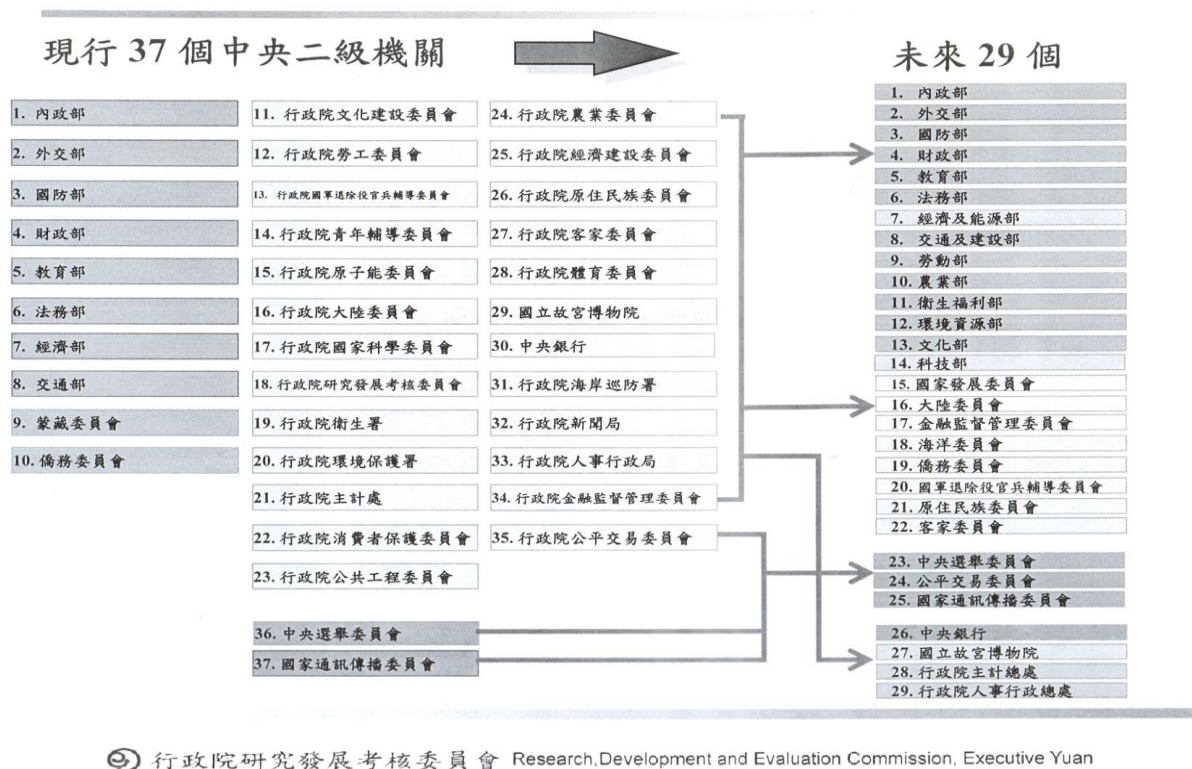 現行 37 個中央二級機關
未來 29 個
1. 內政部
2. 外交部
3. 國防部
4. 財政部
5. 教育部
6. 法務部
7. 經濟部
8. 交通部
9. 蒙藏委員會
10. 僑務委員會
11. 行政院文化建設委員會
12. 行政院勞工委員會
13. 行政院國軍退除役官兵輔導委員會
14. 行政院青年輔導委員會
15. 行政院原子能委員會
16. 行政院大陸委員會
17. 行政院國家科學委員會
18. 行政院研究發展考核委員會
19. 行政院衛生署
20. 行政院環境保護署
21. 行政院主計處
22. 行政院消費者保護委員會
23. 行政院公共工程委員會
24. 行政院農業委員會
25. 行政院經濟建設委員會
26. 行政院原住民族委員會
27. 行政院客家委員會
28. 行政院體育委員會
29. 國立故宮博物院
30. 中央銀行
31. 行政院海岸巡防署
32. 行政院新聞局
33. 行政院人事行政局
34. 行政院金融監督管理委員會
35. 行政院公平交易委員會
36. 中央選舉委員會
37. 國家通訊傳播委員會
1. 內政部
2. 外交部
3. 國防部
4. 財政部
5. 教育部
6. 法務部
7. 經濟及能源部
8. 交通及建設部
9. 勞動部
10. 農業部
11. 衛生福利部
12. 環境資源部
13. 文化部
14. 科技部
15. 國家發展委員會
16. 大陸委員會
17. 金融監督管理委員會
18. 海洋委員會
19. 僑務委員會
20. 國軍退除役官兵輔導委員會
21. 原住民族委員會
22. 客家委員會
23. 中央選舉委員會
24. 公平交易委員會
25. 國家通訊傳播委員會
26. 中央銀行
27. 國立故宮博物院
28. 行政院主計總處
29. 行政院人事行政總處
行政院研究發展考核委員會 Research,Development and Evaluation Commission, Executive Yuan